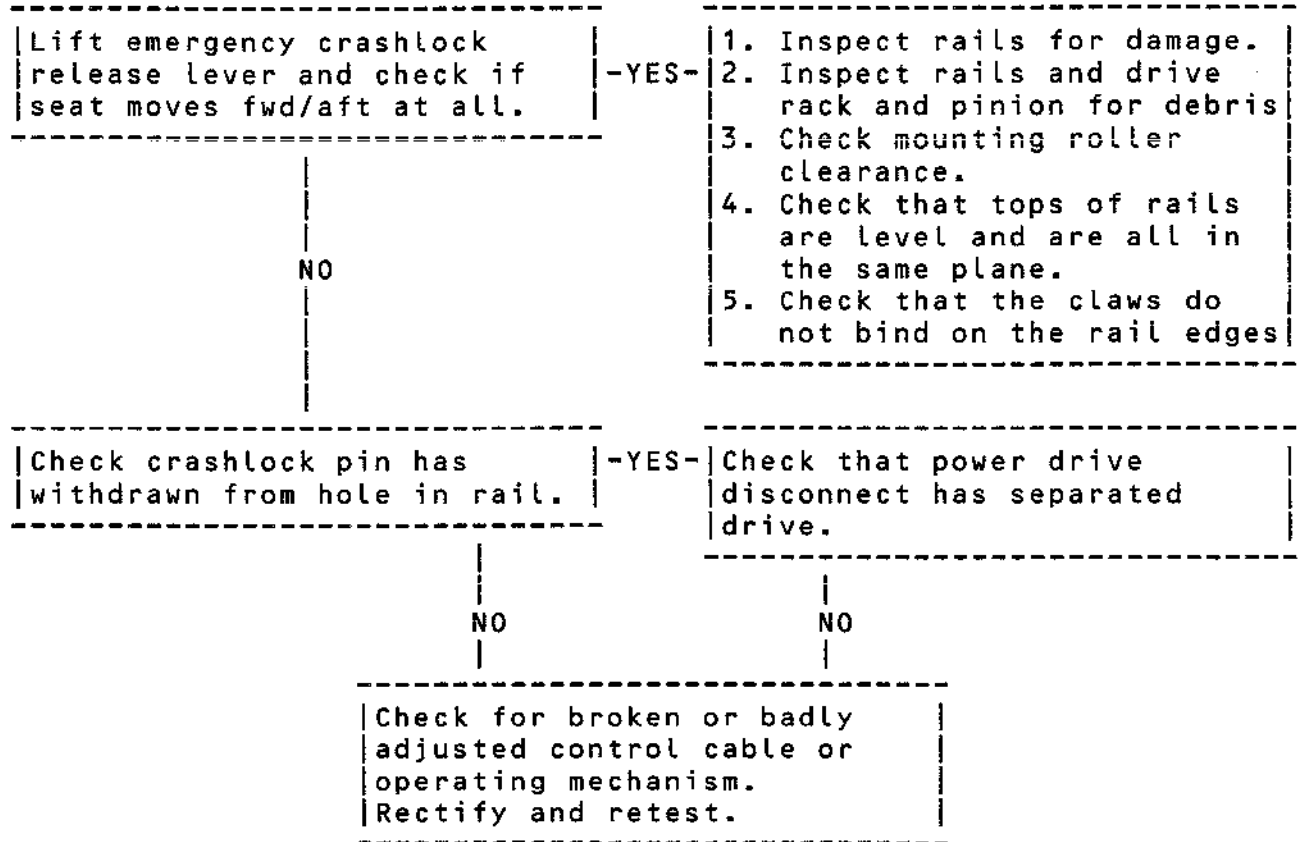 Lift emergency crashlock
release lever and check if
seat moves fwd/aft at all.
-YES-
1. Inspect rails for damage.
2. Inspect rails and drive
rack and pinion for debris
3. Check mounting roller
clearance.
4. Check that tops of rails
are level and are all in
the same plane.
5. Check that the claws do
not bind on the rail edges
NO
Check crashlock pin has
withdrawn from hole in rail.
-YES-
Check that power drive
disconnect has separated
drive.
NO
NO
Check for broken or badly
adjusted control cable or
operating mechanism.
Rectify and retest.